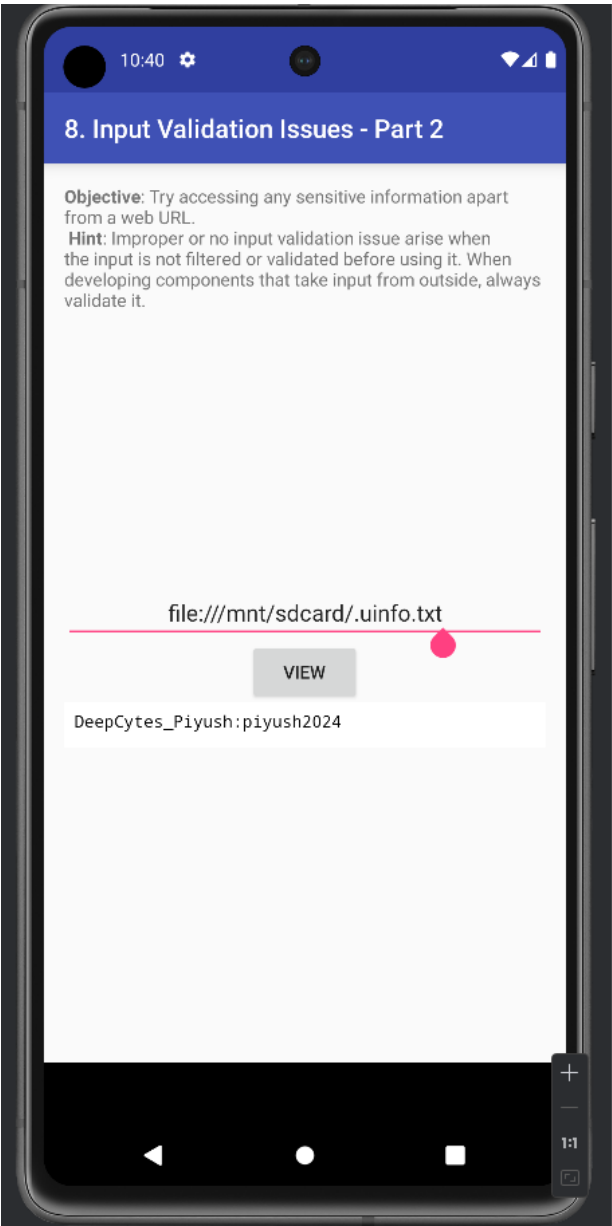 10:40
8. Input Validation Issues - Part 2
Objective: Try accessing any sensitive information apart
from a web URL.
Hint: Improper or no input validation issue arise when
the input is not filtered or validated before using it. When
developing components that take input from outside, always
validate it.
file:///mnt/sdcard/.uinfo.txt
VIEW
DeepCytes_Piyush:piyush2024
1:1